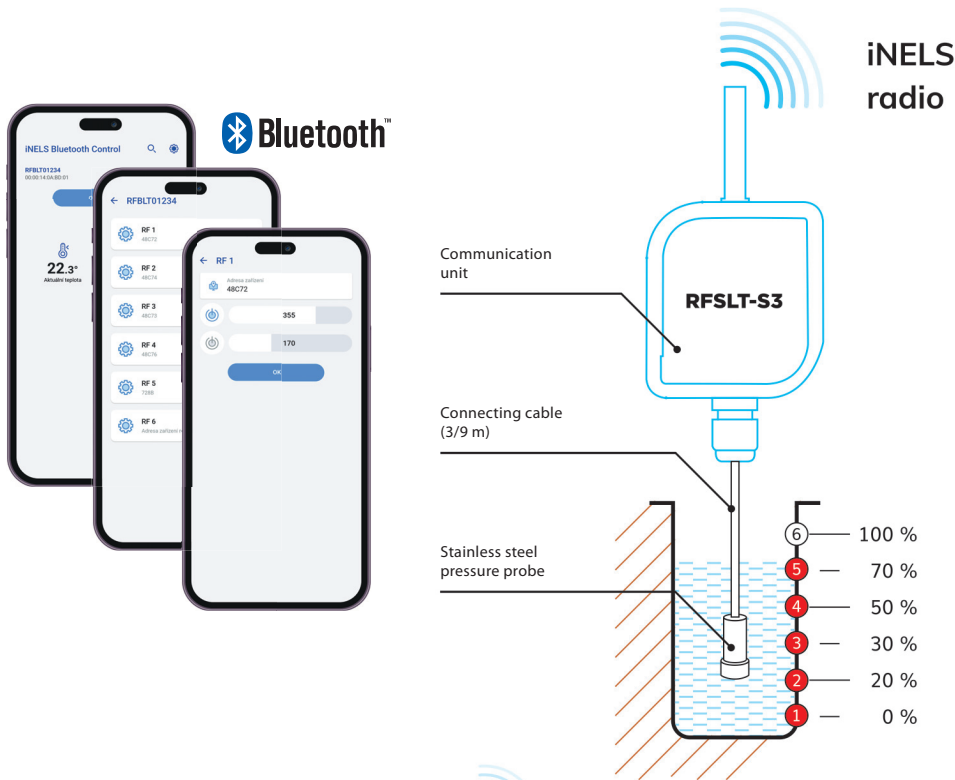 iNELS
radio
Bluetooth™
iNELS Bluetooth Control
RFBLT01234
00:00:14:0A:BD:01
22.3°
Aktuální teplota
RFBLT01234
RF 1
48C72
RF 2
48C74
RF 3
48C73
RF 4
48C76
RF 5
73BB
RF 6
Adresa zařízení
RF 1
Adresa zařízení
48C72
355
170
OK
Communication
unit
RFSLT-S3
Connecting cable
(3/9 m)
Stainless steel
pressure probe
6 100 %
5 70 %
4 50 %
3 30 %
2 20 %
1 0 %